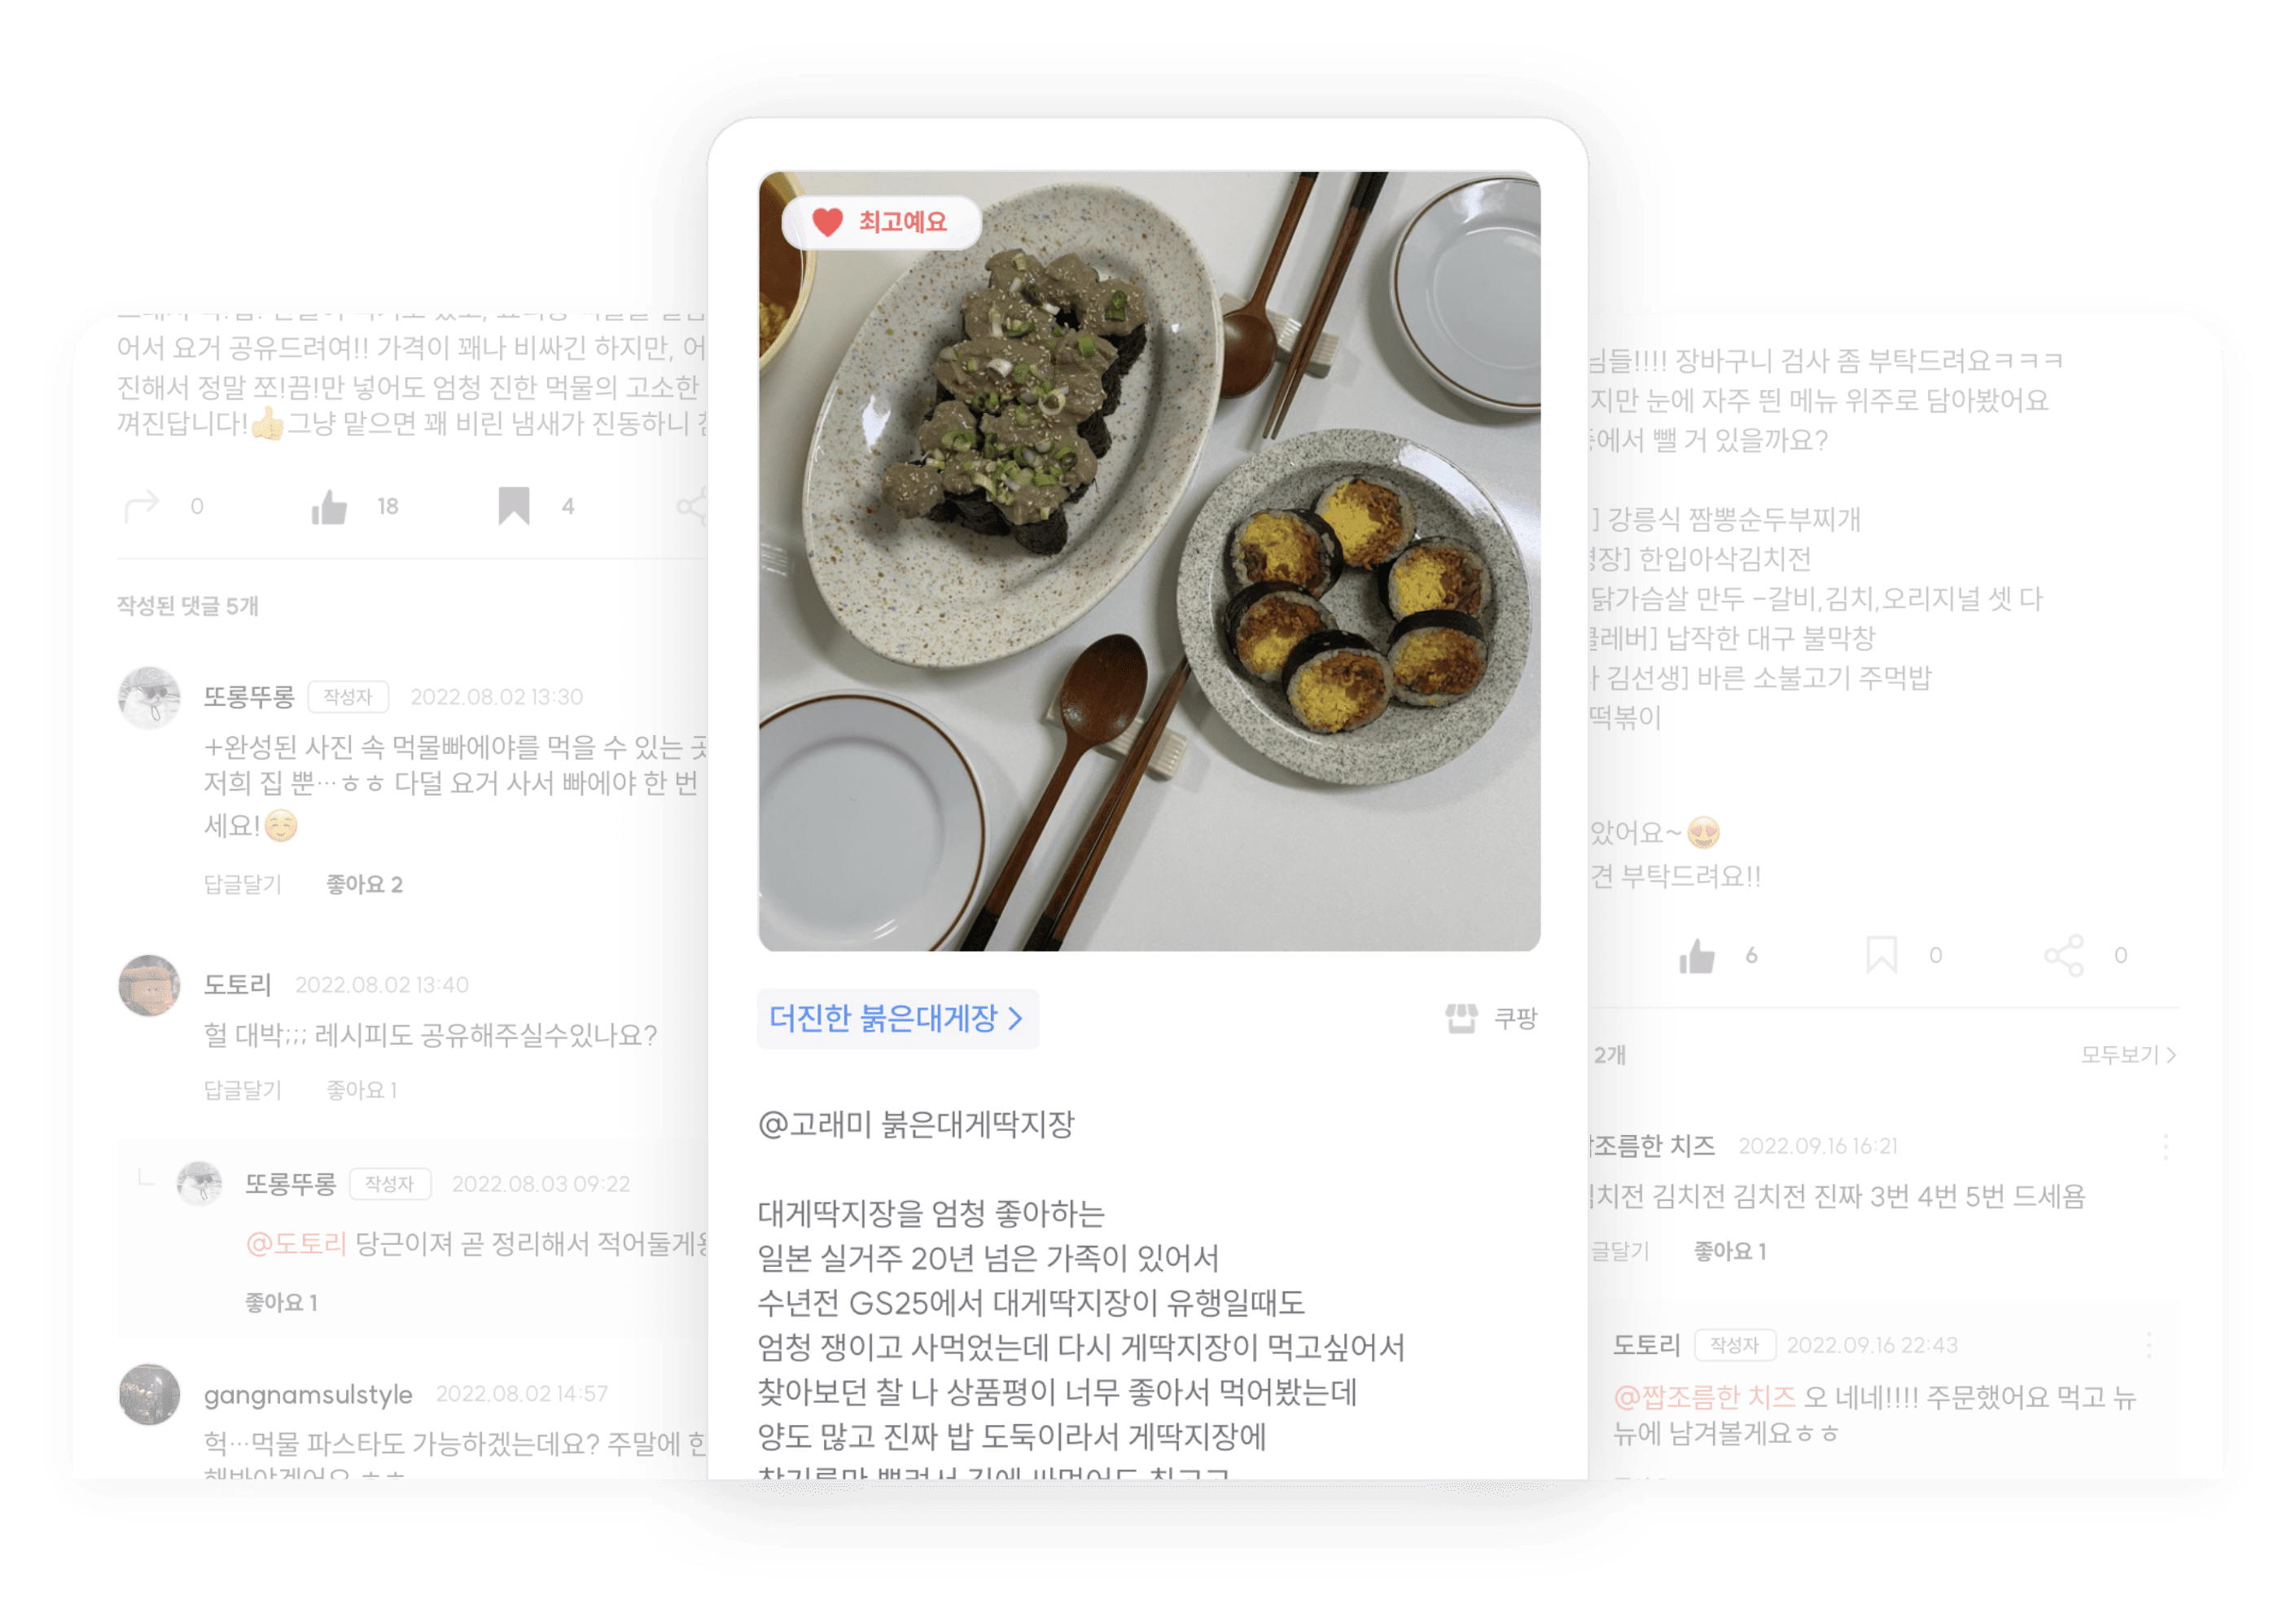 어서 요거 공유드려여!! 가격이 꽤나 비싸긴 하지만, 어
진해서 정말 쪼!끔!만 넣어도 엄청 진한 먹물의 고소한
껴진답니다!👍그냥 맡으면 꽤 비린 냄새가 진동하니
0 18 4
작성된 댓글 5개
또롱뚜롱 작성자 2022.08.02 13:30
+완성된 사진 속 먹물빠에야를 먹을 수 있는
저희 집 뿐…ㅎㅎ 다덜 요거 사서 빠에야 한 번
세요!☺️
답글달기 좋아요 2
도토리 2022.08.02 13:40
헐 대박;;; 레시피도 공유해주실수있나요?
답글달기 좋아요 1
또롱뚜롱 작성자 2022.08.03 09:22
@도토리 당근이져 곧 정리해서 적어둘게용
좋아요 1
gangnamsulstyle 2022.08.02 14:57
헉…먹물 파스타도 가능하겠는데요? 주말에
최고예요
더진한 붉은대게장 >
쿠팡
@고래미 붉은대게딱지장
대게딱지장을 엄청 좋아하는
일본 실거주 20년 넘은 가족이 있어서
수년전 GS25에서 대게딱지장이 유행일때도
엄청 쟁이고 사먹었는데 다시 게딱지장이 먹고싶어서
찾아보던 찰 나 상품평이 너무 좋아서 먹어봤는데
양도 많고 진짜 밥 도둑이라서 게딱지장에
님들!!!! 장바구니 검사 좀 부탁드려요ㅋㅋㅋ
지만 눈에 자주 띈 메뉴 위주로 담아봤어요
에서 뺄 거 있을까요?
] 강릉식 짬뽕순두부찌개
장] 한입아삭김치전
닭가슴살 만두 -갈비,김치,오리지널 셋 다
레버] 납작한 대구 불막창
김선생] 바른 소불고기 주먹밥
떡볶이
았어요~😍
견 부탁드려요!!
6 0 0
2개
모두보기 >
조름한 치즈 2022.09.16 16:21
치전 김치전 김치전 진짜 3번 4번 5번 드세욤
글달기 좋아요 1
도토리 작성자 2022.09.16 22:43
@짭조름한 치즈 오 네네!!!! 주문했어요 먹고 뉴
뉴에 남겨볼게요ㅎㅎ